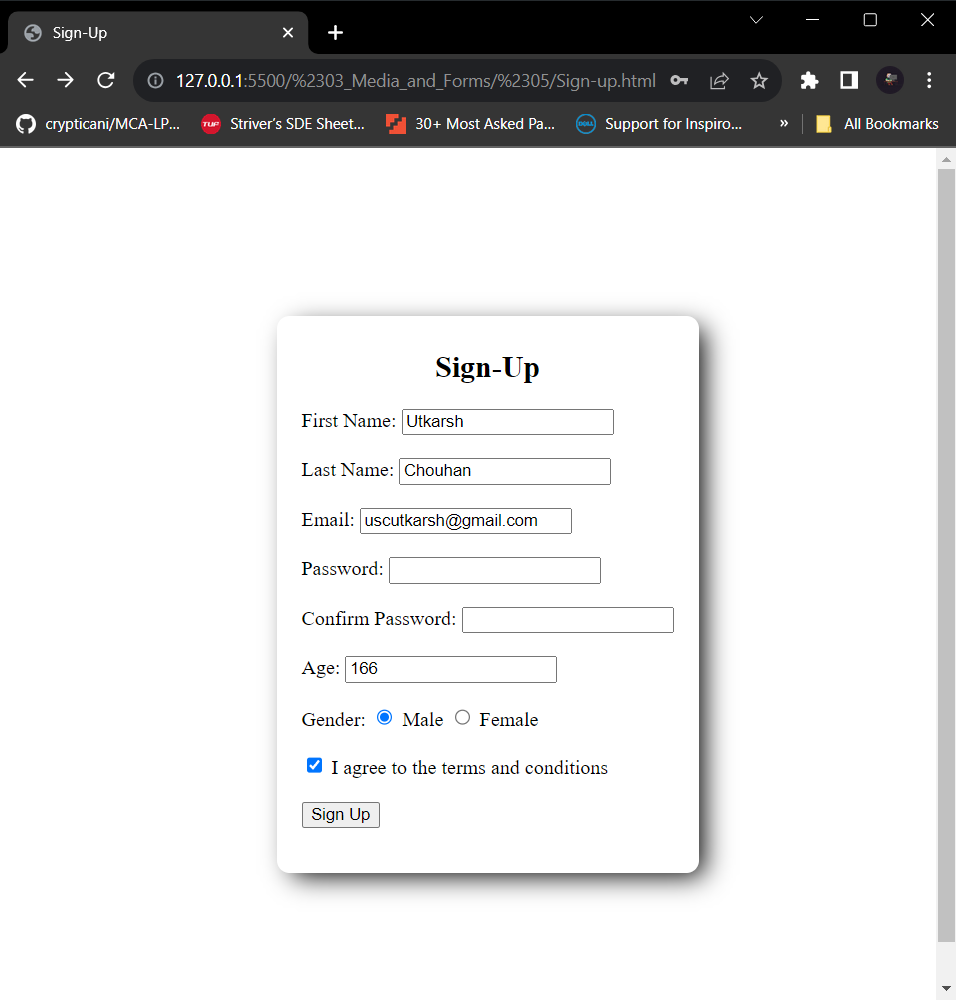 Sign-Up
127.0.0.1:5500/%2303_Media_and_Forms/%2305/Sign-up.html
crypticani/MCA-LP... TUF Striver's SDE Sheet... 30+ Most Asked Pa... DELL Support for Inspiro... » All Bookmarks
Sign-Up
First Name: Utkarsh
Last Name: Chouhan
Email: uscutkarsh@gmail.com
Password:
Confirm Password:
Age: 166
Gender: Male Female
I agree to the terms and conditions
Sign Up